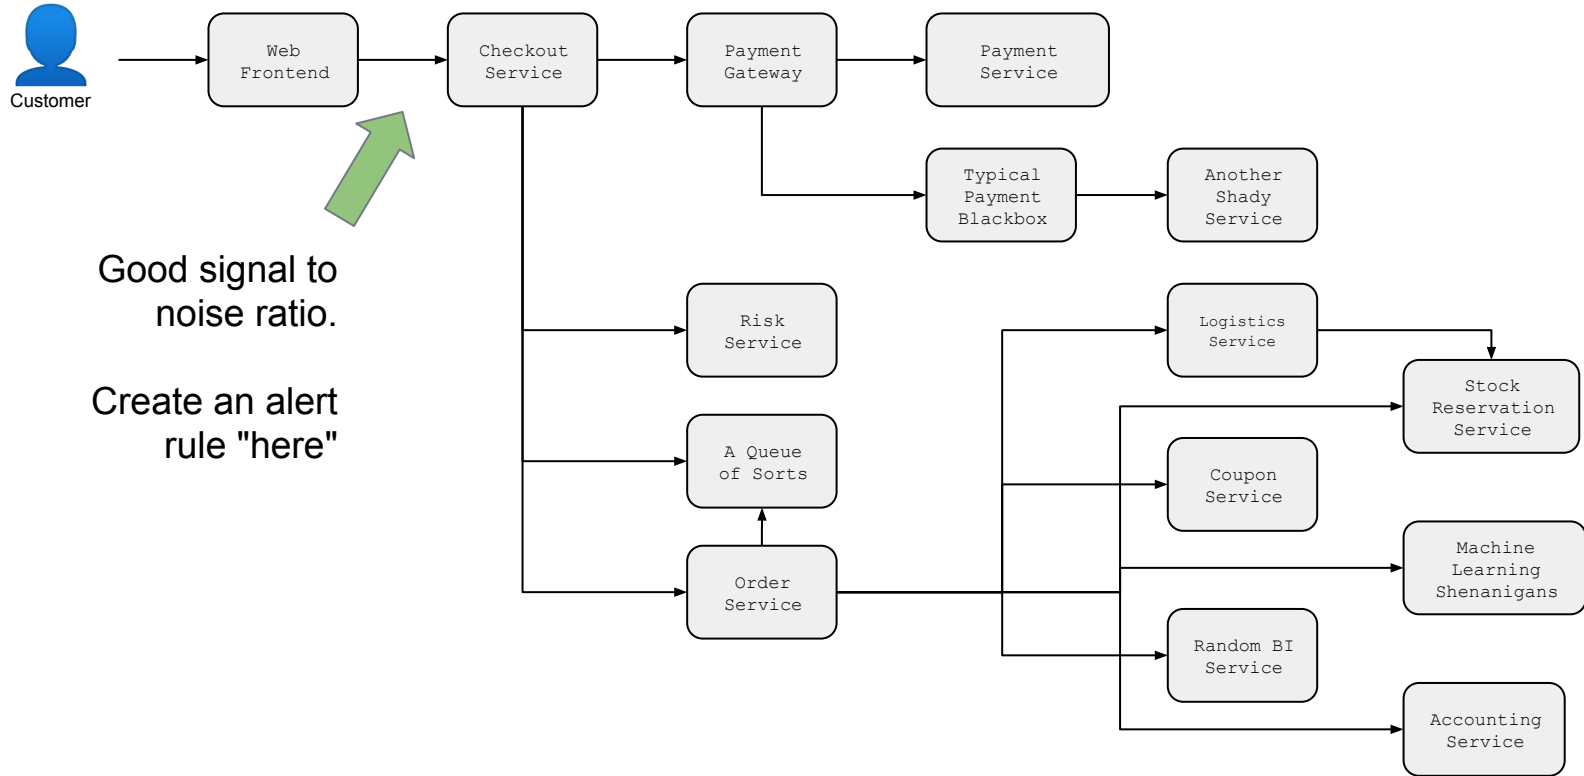 Customer
Web
Frontend
Checkout
Service
Payment
Gateway
Payment
Service
Typical
Payment
Blackbox
Another
Shady
Service
Good signal to
noise ratio.
Create an alert
rule "here"
Risk
Service
Logistics
Service
Stock
Reservation
Service
A Queue
of Sorts
Coupon
Service
Order
Service
Machine
Learning
Shenanigans
Random BI
Service
Accounting
Service